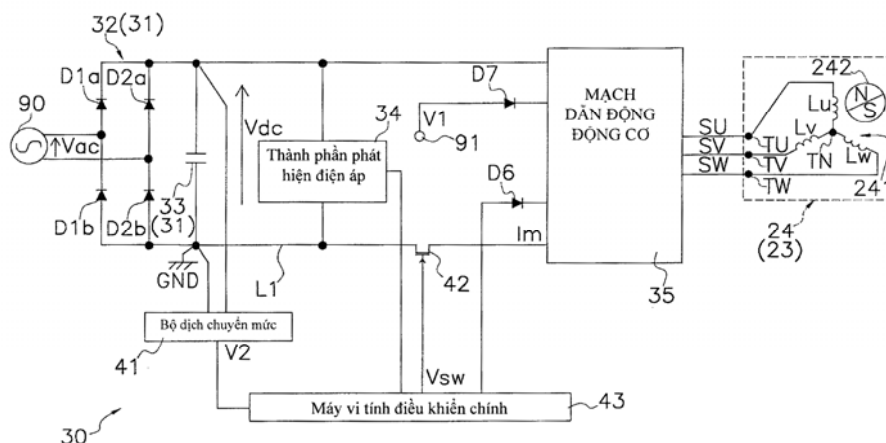 32(31)
D1a
D2a
90
Vac
D1b
D2b
33
(31)
Vdc
34
Thành phần phát
hiện điện áp
V1
91
D7
D6
Im
MẠCH
DẪN ĐỘNG
ĐỘNG CƠ
35
SU
SV
SW
TU
TV
TW
TN
Lu
Lv
Lw
N
S
242
241
24
(23)
GND
L1
42
Bộ dịch chuyển mức
41
V2
Vsw
Máy vi tính điều khiển chính
43
30